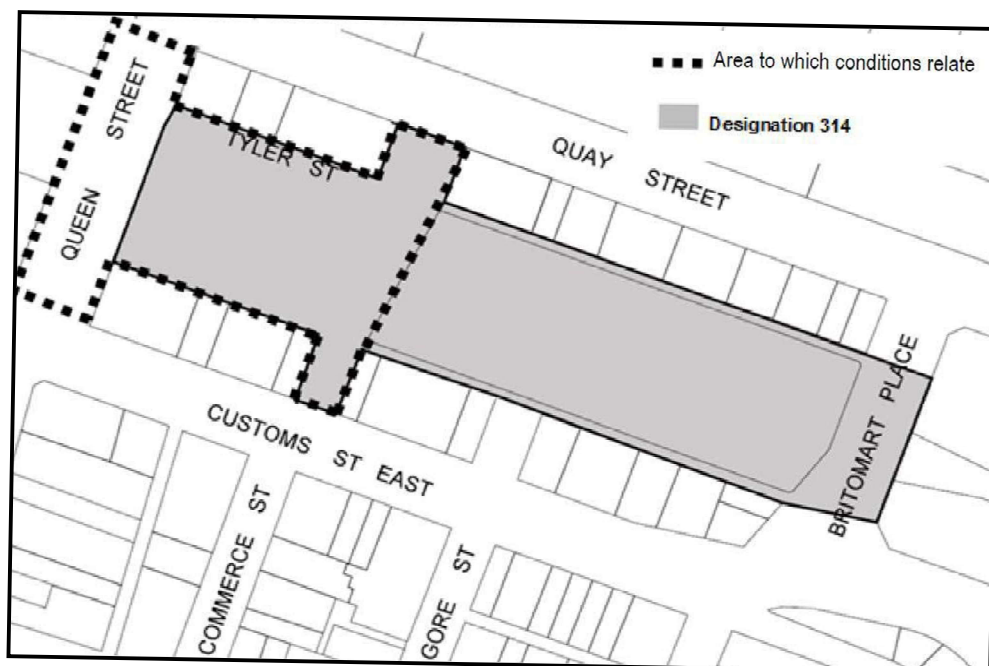 Area to which conditions relate
Designation 314
QUEEN STREET
TYLER ST
QUAY STREET
BRITOMART PLACE
CUSTOMS ST EAST
COMMERCE ST
GORE ST